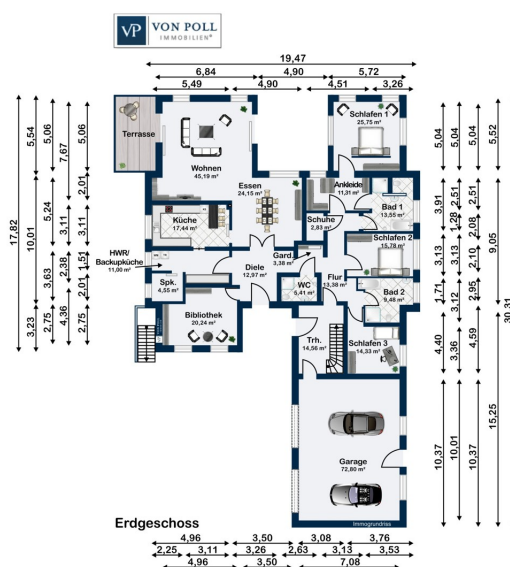 VP VON POLL
IMMOBILIEN®
19,47
6,84 4,90 5,72
5,49 4,90 4,51 3,26
Terrasse
Wohnen
45,19 m²
Essen
24,15 m²
Küche
17,44 m²
HWR/
Backupküche
11,00 m²
Spk.
4,55 m²
Bibliothek
20,24 m²
Diele
12,97 m²
Gard.
3,38 m²
WC
5,41 m²
Flur
13,38 m²
Schuhe
2,83 m²
Ankleide
11,31 m²
Schlafen 1
25,75 m²
Bad 1
13,55 m²
Schlafen 2
15,78 m²
Bad 2
9,48 m²
Schlafen 3
14,33 m²
Trh.
14,56 m²
Garage
72,80 m²
Immogrundriss
Erdgeschoss
17,82
5,54 10,01 3,23
5,06 5,24 3,63 2,75
7,67 3,11 2,38 4,36
5,06 2,01 3,11 1,51 2,01 2,75
5,04 3,91 3,13 1,71 4,40 10,37
5,04 2,51 1,28 3,13 3,12 3,36 10,01
5,04 2,51 2,08 2,10 2,95 4,59 10,37
5,52 9,05 15,25
30,31
4,96 3,50 3,08 3,76
2,25 3,11 3,26 2,63 3,13 3,53
4,96 3,50 7,08